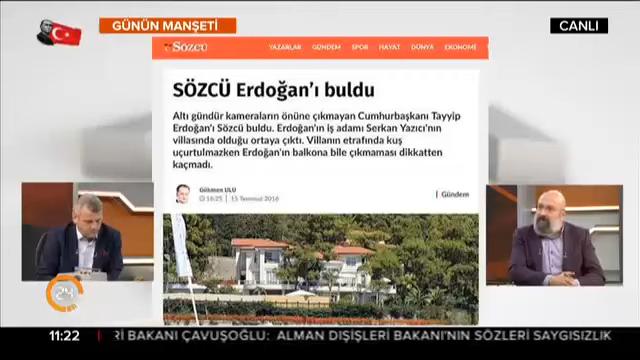 GÜNÜN MANŞETİ
CANLI
Sözcü YAZARLAR GÜNDEM SPOR HAYAT DÜNYA EKONOMİ
SÖZCÜ Erdoğan'ı buldu
Altı gündür kameraların önüne çıkmayan Cumhurbaşkanı Tayyip
Erdoğan'ı Sözcü buldu. Erdoğan'ın iş adamı Serkan Yazıcı'nın
villasında olduğu ortaya çıktı. Villanın etrafında kuş
uçurtulmazken Erdoğan'ın balkona bile çıkmaması dikkatten
kaçmadı.
Gökmen ULU
16:25 | 15 Temmuz 2016
Gündem
24
11:22 Rİ BAKANI ÇAVUŞOĞLU: ALMAN DIŞİŞLERİ BAKANI'NIN SÖZLERİ SAYGISIZLIK